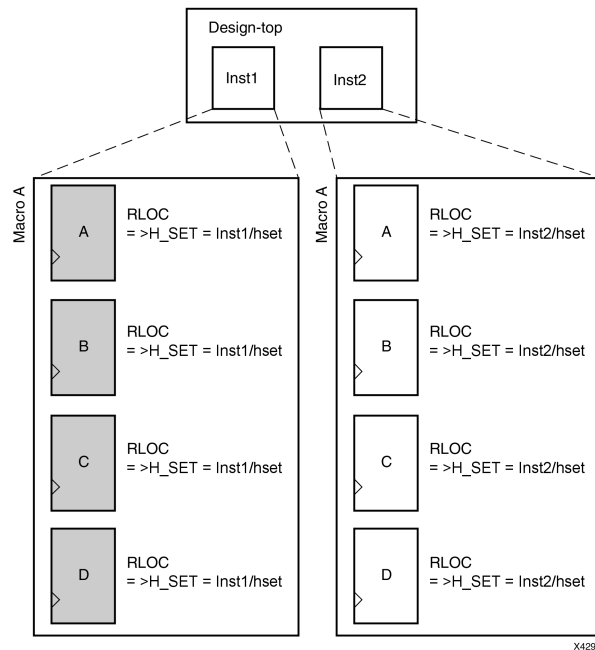 Design-top
Inst1
Inst2
Macro A
A
RLOC
= >H_SET = Inst1/hset
B
RLOC
= >H_SET = Inst1/hset
C
RLOC
= >H_SET = Inst1/hset
D
RLOC
= >H_SET = Inst1/hset
Macro A
A
RLOC
= >H_SET = Inst2/hset
B
RLOC
= >H_SET = Inst2/hset
C
RLOC
= >H_SET = Inst2/hset
D
RLOC
= >H_SET = Inst2/hset
X429